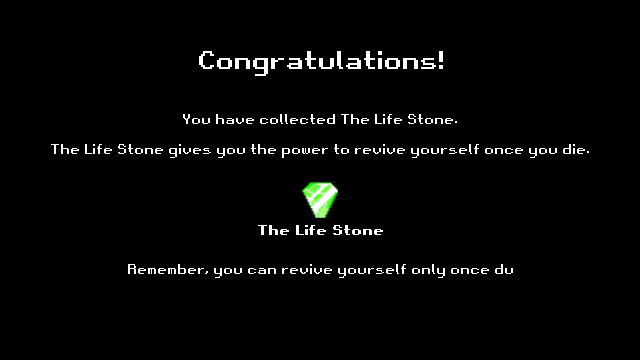 Congratulations!
You have collected The Life Stone.
The Life Stone gives you the power to revive yourself once you die.
The Life Stone
Remember, you can revive yourself only once du